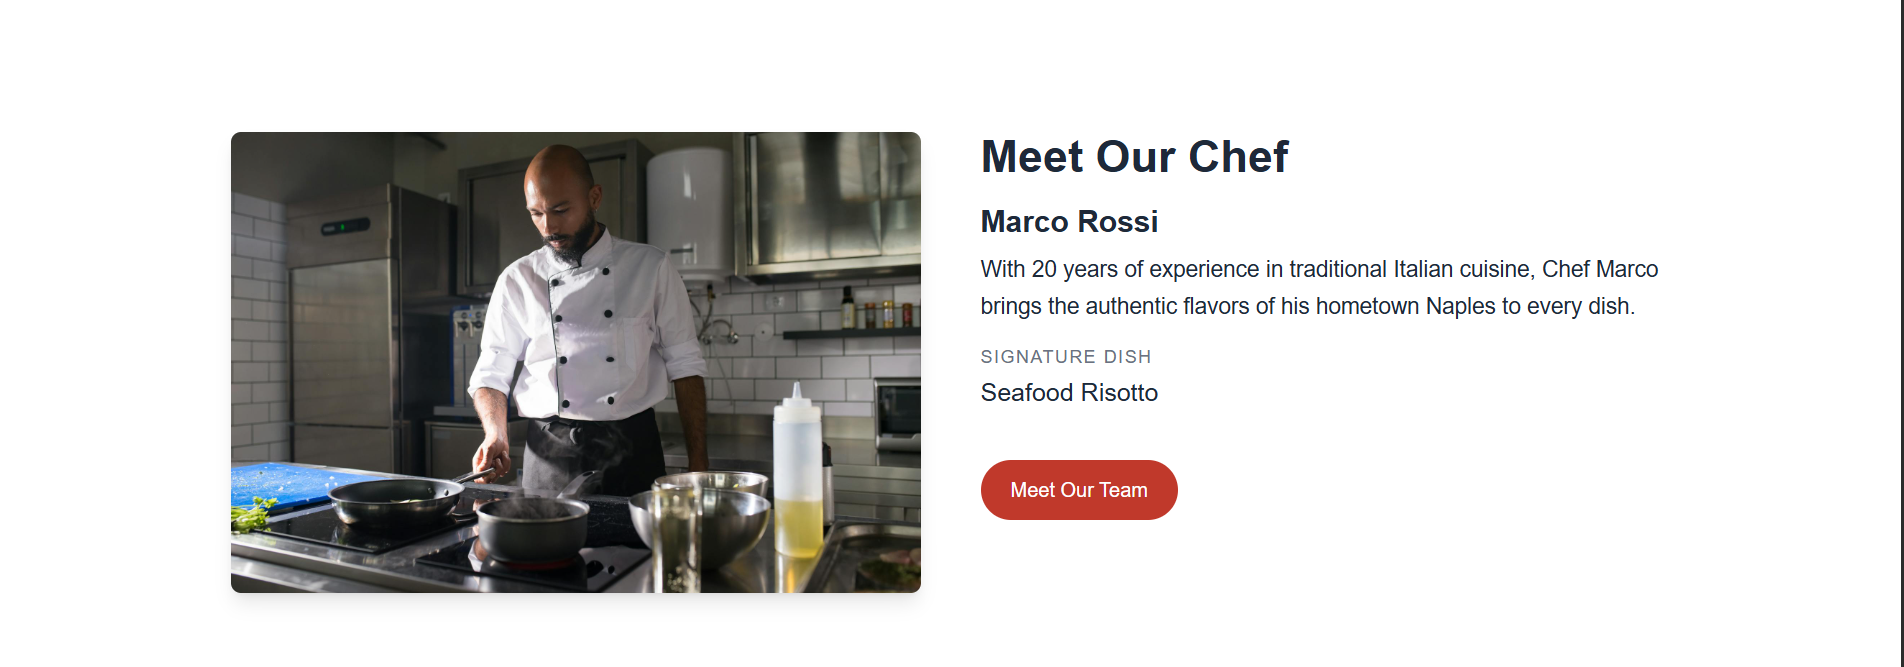 Meet Our Chef
Marco Rossi
With 20 years of experience in traditional Italian cuisine, Chef Marco
brings the authentic flavors of his hometown Naples to every dish.
SIGNATURE DISH
Seafood Risotto
Meet Our Team